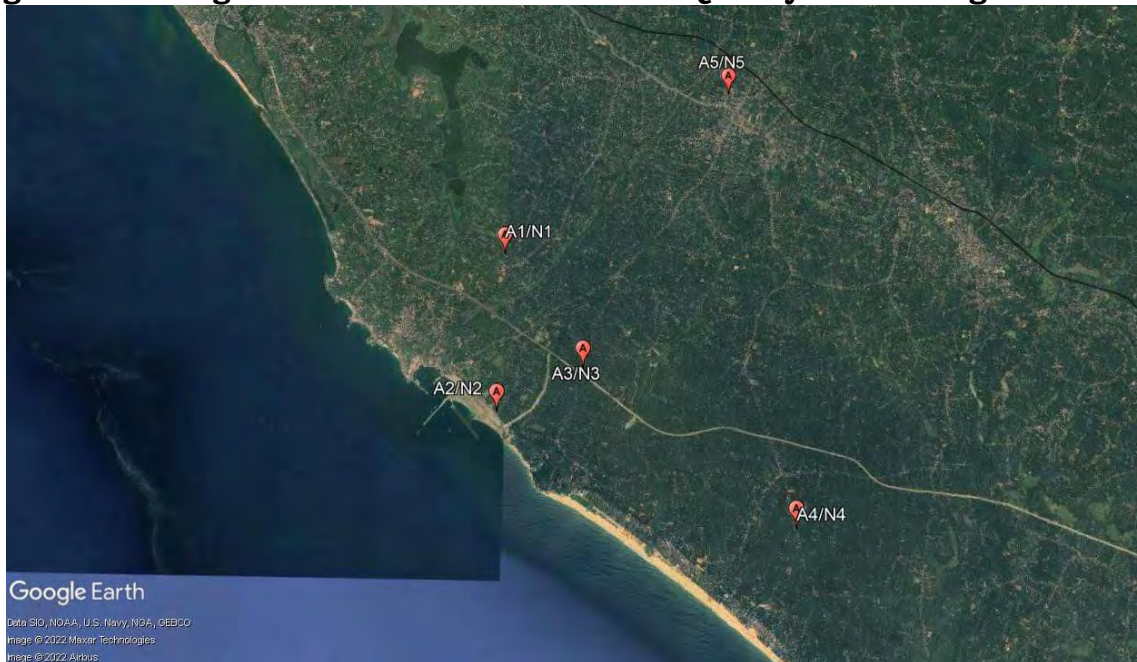 A5/N5
A1/N1
A3/N3
A2/N2
A4/N4
Google Earth
Data SIO, NOAA, U.S. Navy, NGA, GEBCO
Image © 2022 Maxar Technologies
Image © 2022 Airbus